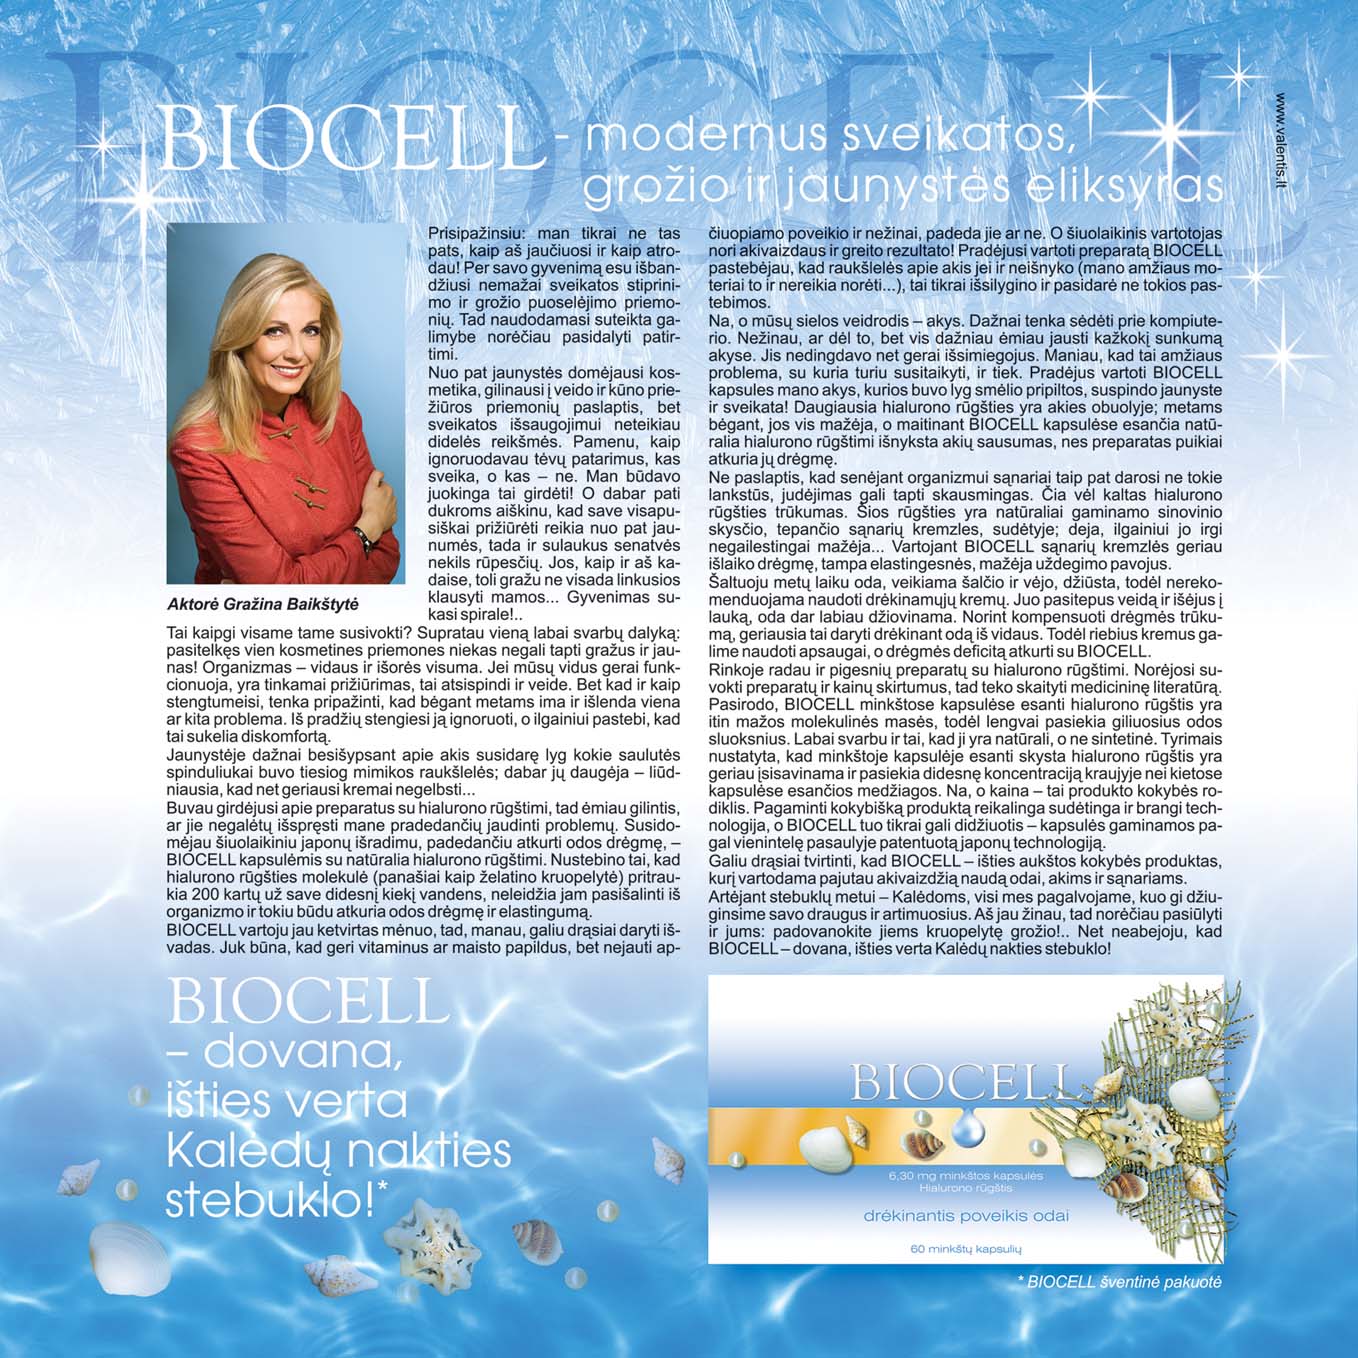 BIOCELL
BIOCELL - modernus sveikatos,
grožio ir jaunystės eliksyras
www.valentis.lt
Prisipažinsiu: man tikrai ne tas
pats, kaip aš jaučiuosi ir kaip atro-
dau! Per savo gyvenimą esu išban-
džiusi nemažai sveikatos stiprini-
mo ir grožio puoselėjimo priemo-
nių. Tad naudodamasi suteikta ga-
limybe norėčiau pasidalyti patir-
timi.
Nuo pat jaunystės domėjausi kos-
metika, gilinausi į veido ir kūno prie-
žiūros priemonių paslaptis, bet
sveikatos išsaugojimui neteikiau
didelės reikšmės. Pamenu, kaip
ignoruodavau tėvų patarimus, kas
sveika, o kas – ne. Man būdavo
juokinga tai girdėti! O dabar pati
dukroms aiškinu, kad save visapu-
siškai prižiūrėti reikia nuo pat jau-
numės, tada ir sulaukus senatvės
nekils rūpesčių. Jos, kaip ir aš ka-
daise, toli gražu ne visada linkusios
klausyti mamos... Gyvenimas su-
kasi spirale!..
Aktorė Gražina Baikštytė
Tai kaipgi visame tame susivokti? Supratau vieną labai svarbų dalyką:
pasitelkęs vien kosmetines priemones niekas negali tapti gražus ir jau-
nas! Organizmas – vidaus ir išorės visuma. Jei mūsų vidus gerai funk-
cionuoja, yra tinkamai prižiūrimas, tai atsispindi ir veide. Bet kad ir kaip
stengtumeisi, tenka pripažinti, kad bėgant metams ima ir išlenda viena
ar kita problema. Iš pradžių stengiesi ją ignoruoti, o ilgainiui pastebi, kad
tai sukelia diskomfortą.
Jaunystėje dažnai besišypsant apie akis susidarę lyg kokie saulutės
spinduliukai buvo tiesiog mimikos raukšlelės; dabar jų daugėja – liūd-
niausia, kad net geriausi kremai negelbsti...
Buvau girdėjusi apie preparatus su hialurono rūgštimi, tad ėmiau gilintis,
ar jie negalėtų išspręsti mane pradedančių jaudinti problemų. Susido-
mėjau šiuolaikiniu japonų išradimu, padedančiu atkurti odos drėgmę, –
BIOCELL kapsulėmis su natūralia hialurono rūgštimi. Nustebino tai, kad
hialurono rūgšties molekulė (panašiai kaip želatino kruopelytė) pritrau-
kia 200 kartų už save didesnį kiekį vandens, neleidžia jam pasišalinti iš
organizmo ir tokiu būdu atkuria odos drėgmę ir elastingumą.
BIOCELL vartoju jau ketvirtas mėnuo, tad, manau, galiu drąsiai daryti iš-
vadas. Juk būna, kad geri vitaminus ar maisto papildus, bet nejauti ap-
čiuopiamo poveikio ir nežinai, padeda jie ar ne. O šiuolaikinis vartotojas
nori akivaizdaus ir greito rezultato! Pradėjusi vartoti preparatą BIOCELL
pastebėjau, kad raukšlelės apie akis jei ir neišnyko (mano amžiaus mo-
teriai to ir nereikia norėti...), tai tikrai išsilygino ir pasidarė ne tokios pas-
tebimos.
Na, o mūsų sielos veidrodis – akys. Dažnai tenka sėdėti prie kompiute-
rio. Nežinau, ar dėl to, bet vis dažniau ėmiau jausti kažkokį sunkumą
akyse. Jis nedingdavo net gerai išsimiegojus. Maniau, kad tai amžiaus
problema, su kuria turiu susitaikyti, ir tiek. Pradėjus vartoti BIOCELL
kapsules mano akys, kurios buvo lyg smėlio pripiltos, suspindo jaunyste
ir sveikata! Daugiausia hialurono rūgšties yra akies obuolyje; metams
bėgant, jos vis mažėja, o maitinant BIOCELL kapsulėse esančia natū-
ralia hialurono rūgštimi išnyksta akių sausumas, nes preparatas puikiai
atkuria jų drėgmę.
Ne paslaptis, kad senėjant organizmui sąnariai taip pat darosi ne tokie
lankstūs, judėjimas gali tapti skausmingas. Čia vėl kaltas hialurono
rūgšties trūkumas. Šios rūgšties yra natūraliai gaminamo sinovinio
skysčio, tepančio sąnarių kremzles, sudėtyje; deja, ilgainiui jo irgi
negailestingai mažėja... Vartojant BIOCELL sąnarių kremzlės geriau
išlaiko drėgmę, tampa elastingesnės, mažėja uždegimo pavojus.
Šaltuoju metų laiku oda, veikiama šalčio ir vėjo, džiūsta, todėl nereko-
menduojama naudoti drėkinamųjų kremų. Juo pasitepus veidą ir išėjus į
lauką, oda dar labiau džiovinama. Norint kompensuoti drėgmės trūku-
mą, geriausia tai daryti drėkinant odą iš vidaus. Todėl riebius kremus ga-
lime naudoti apsaugai, o drėgmės deficitą atkurti su BIOCELL.
Rinkoje radau ir pigesnių preparatų su hialurono rūgštimi. Norėjosi su-
vokti preparatų ir kainų skirtumus, tad teko skaityti medicininę literatūrą.
Pasirodo, BIOCELL minkštose kapsulėse esanti hialurono rūgštis yra
itin mažos molekulinės masės, todėl lengvai pasiekia giliuosius odos
sluoksnius. Labai svarbu ir tai, kad ji yra natūrali, o ne sintetinė. Tyrimais
nustatyta, kad minkštoje kapsulėje esanti skysta hialurono rūgštis yra
geriau įsisavinama ir pasiekia didesnę koncentraciją kraujyje nei kietose
kapsulėse esančios medžiagos. Na, o kaina – tai produkto kokybės ro-
diklis. Pagaminti kokybišką produktą reikalinga sudėtinga ir brangi tech-
nologija, o BIOCELL tuo tikrai gali didžiuotis – kapsulės gaminamos pa-
gal vienintelę pasaulyje patentuotą japonų technologiją.
Galiu drąsiai tvirtinti, kad BIOCELL – išties aukštos kokybės produktas,
kurį vartodama pajutau akivaizdžią naudą odai, akims ir sąnariams.
Artėjant stebuklų metui – Kalėdoms, visi mes pagalvojame, kuo gi džiu-
ginsime savo draugus ir artimuosius. Aš jau žinau, tad norėčiau pasiūlyti
ir jums: padovanokite jiems kruopelytę grožio!.. Net neabejoju, kad
BIOCELL – dovana, išties verta Kalėdų nakties stebuklo!
BIOCELL
– dovana,
išties verta
Kalėdų nakties
stebuklo!*
BIOCELL
6,30 mg minkštos kapsulės
Hialurono rūgštis
drėkinantis poveikis odai
60 minkštų kapsulių
* BIOCELL šventinė pakuotė